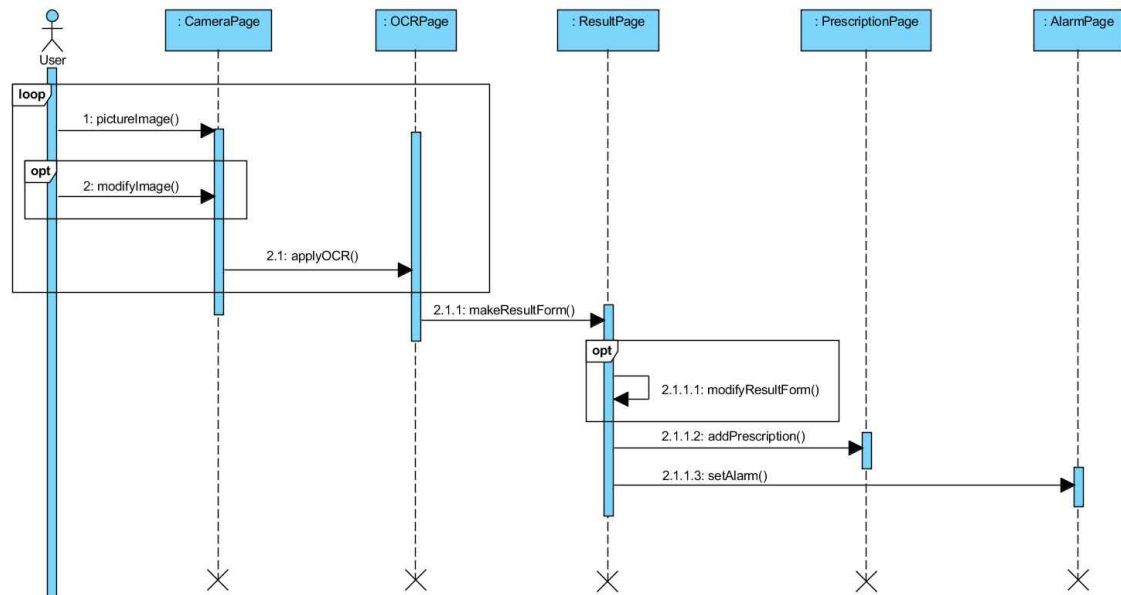 : CameraPage
: OCRPage
: ResultPage
: PrescriptionPage
: AlarmPage
User
loop
1: pictureImage()
opt
2: modifyImage()
2.1: applyOCR()
2.1.1: makeResultForm()
opt
2.1.1.1: modifyResultForm()
2.1.1.2: addPrescription()
2.1.1.3: setAlarm()